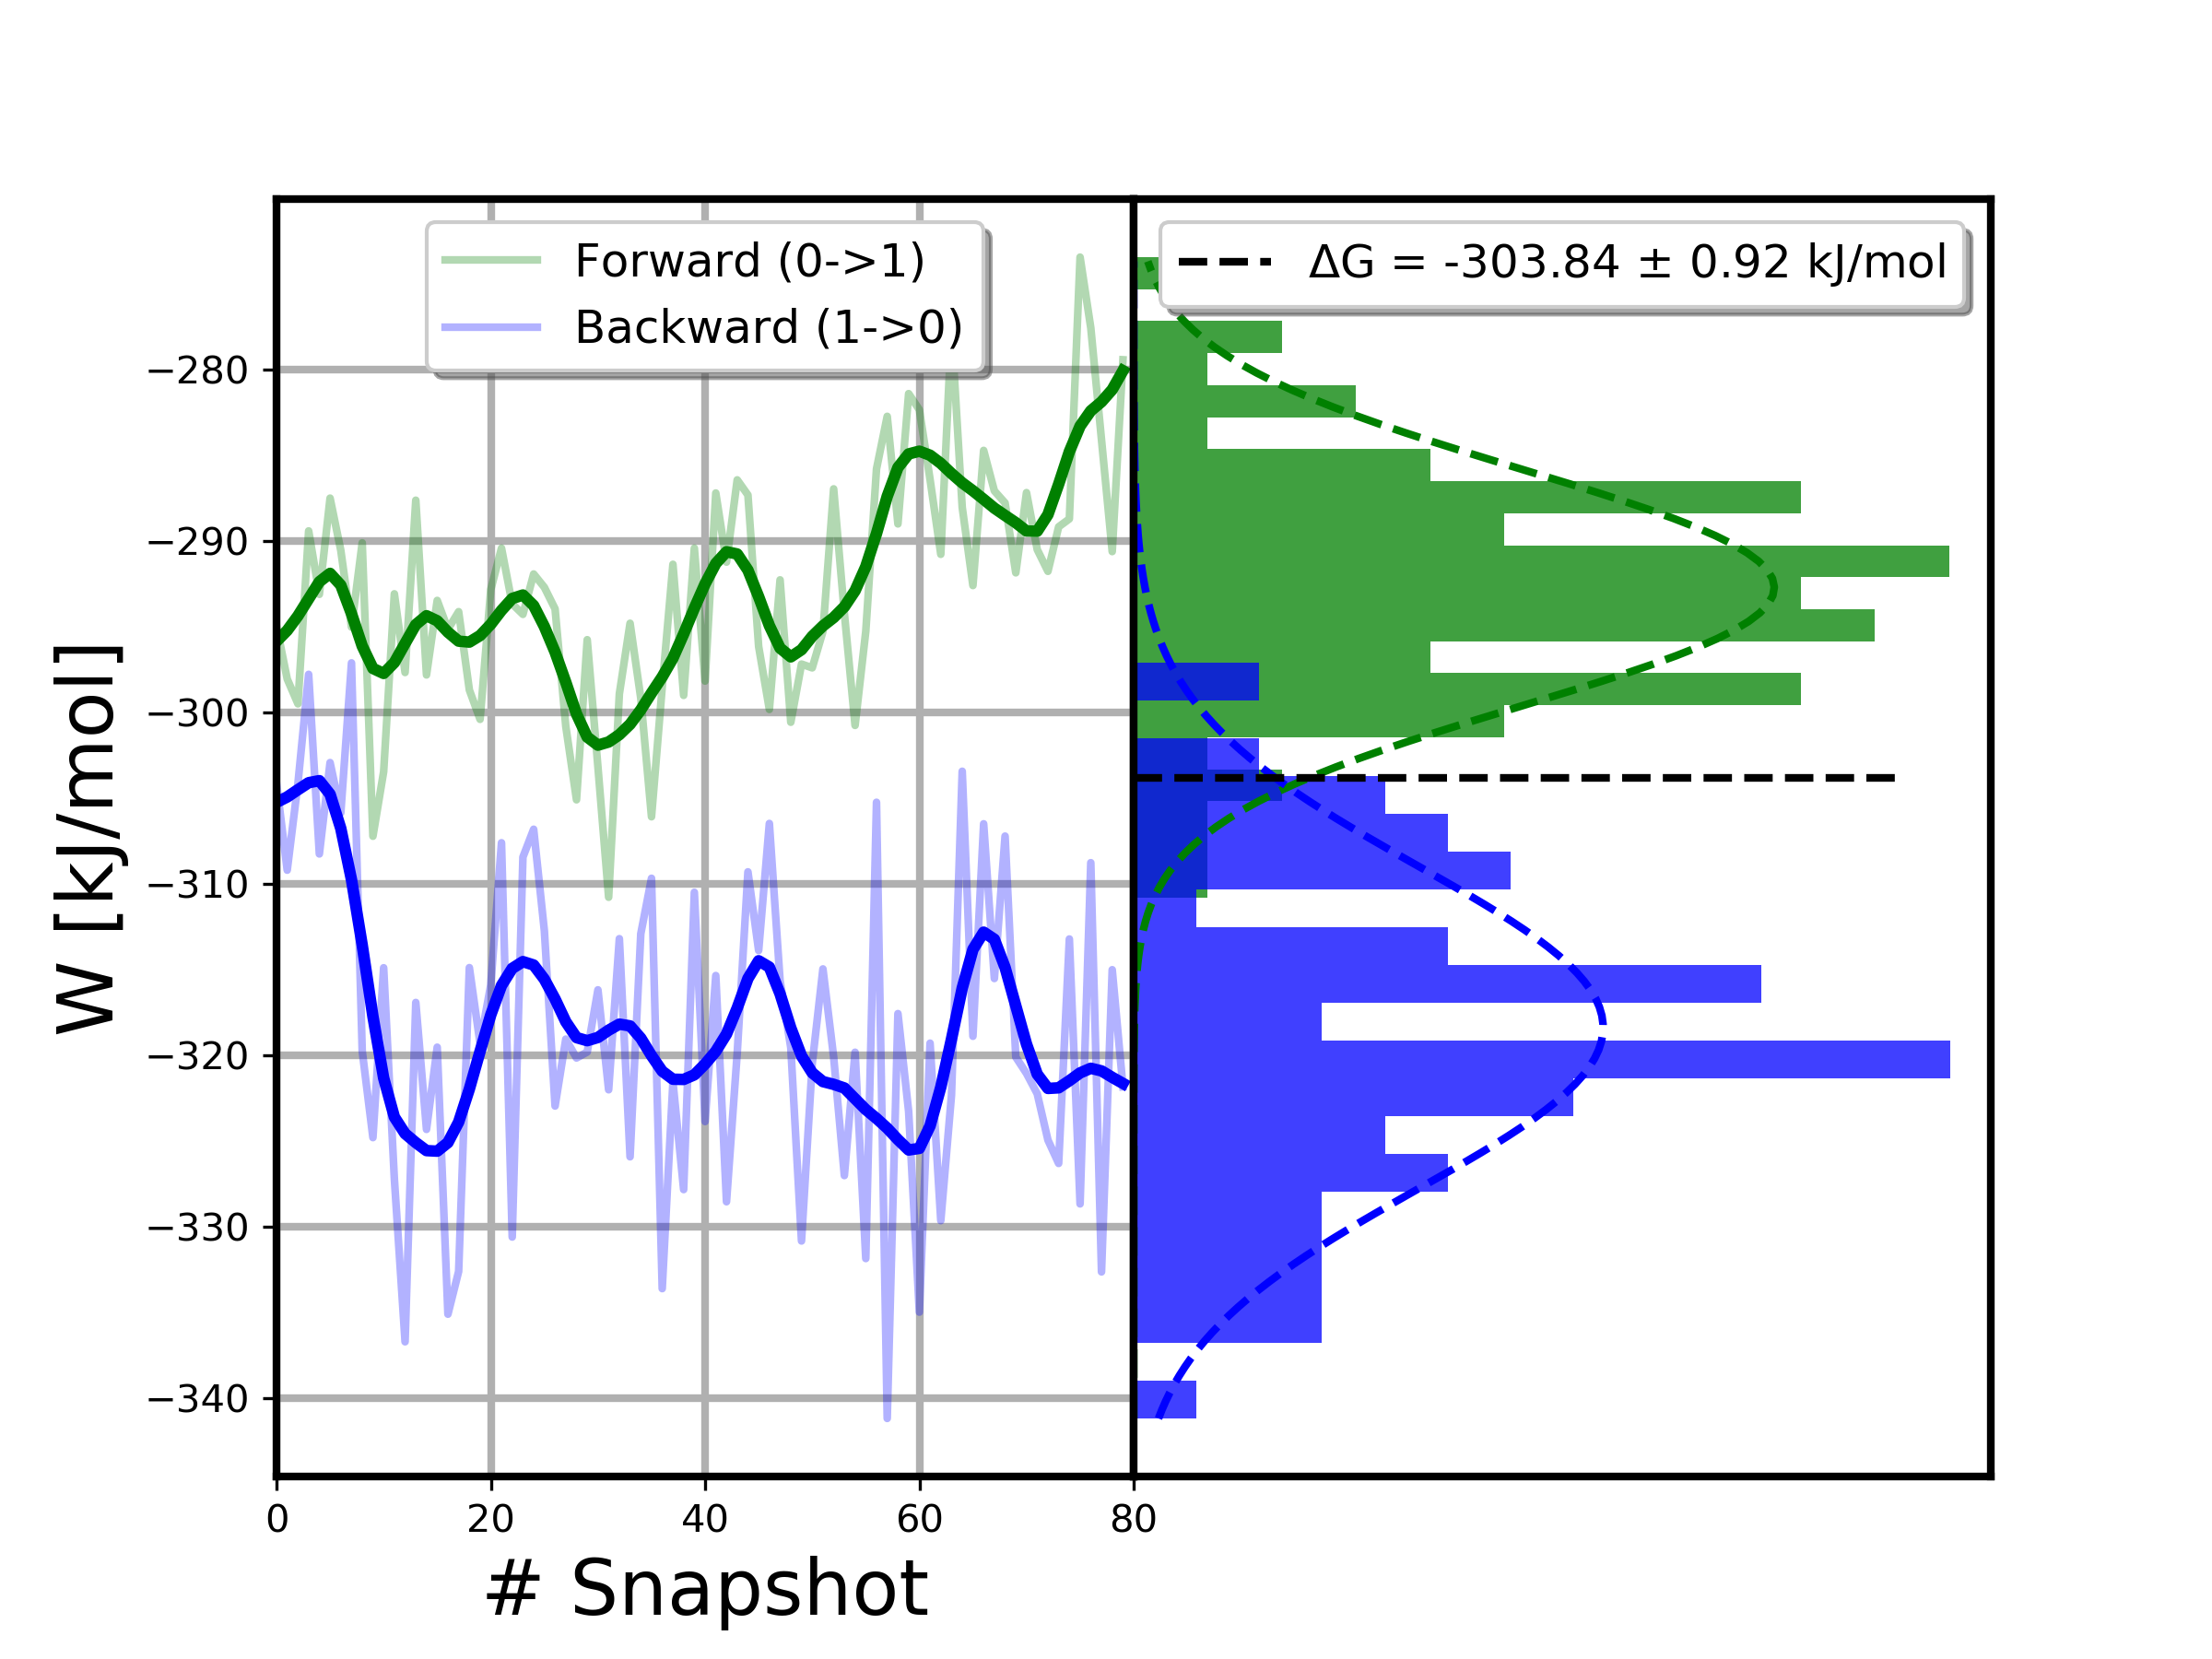 Forward (0->1)
Backward (1->0)
ΔG = -303.84 ± 0.92 kJ/mol
W [kJ/mol]
−280
−290
−300
−310
−320
−330
−340
0 20 40 60 80
# Snapshot